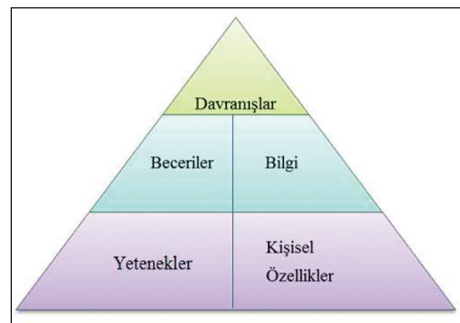 Davranışlar
Beceriler
Bilgi
Yetenekler
Kişisel
Özellikler